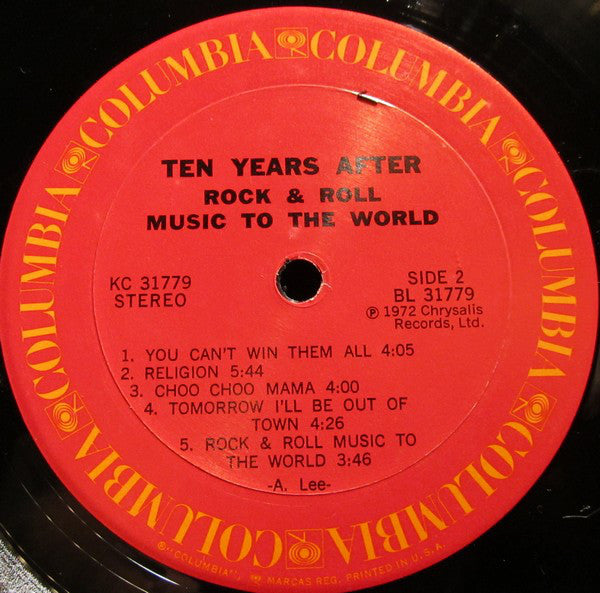 COLUMBIA COLUMBIA COLUMBIA COLUMBIA COLUMBIA COLUMBIA COLUMBIA COLUMBIA
TEN YEARS AFTER
ROCK & ROLL
MUSIC TO THE WORLD
KC 31779
STEREO
SIDE 2
BL 31779
℗ 1972 Chrysalis
Records, Ltd.
1. YOU CAN'T WIN THEM ALL 4:05
2. RELIGION 5:44
3. CHOO CHOO MAMA 4:00
4. TOMORROW I'LL BE OUT OF
TOWN 4:26
5. ROCK & ROLL MUSIC TO
THE WORLD 3:46
-A. Lee-
"COLUMBIA", MARCAS REG. PRINTED IN U.S.A.